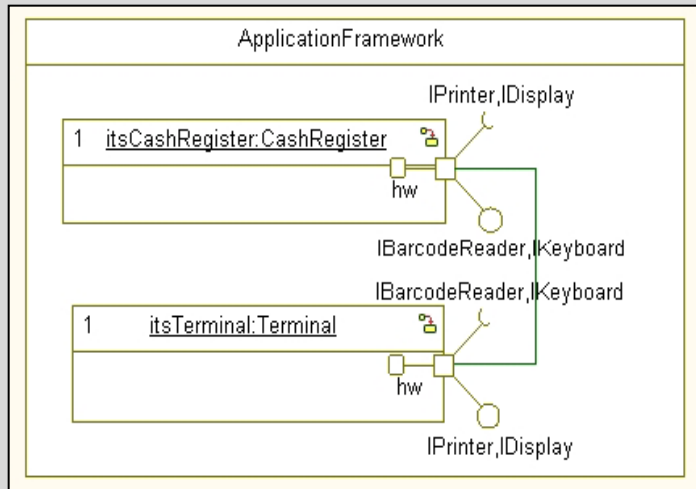 ApplicationFramework
IPrinter,IDisplay
1 itsCashRegister:CashRegister
hw
IBarcodeReader,IKeyboard
IBarcodeReader,IKeyboard
1 itsTerminal:Terminal
hw
IPrinter,IDisplay